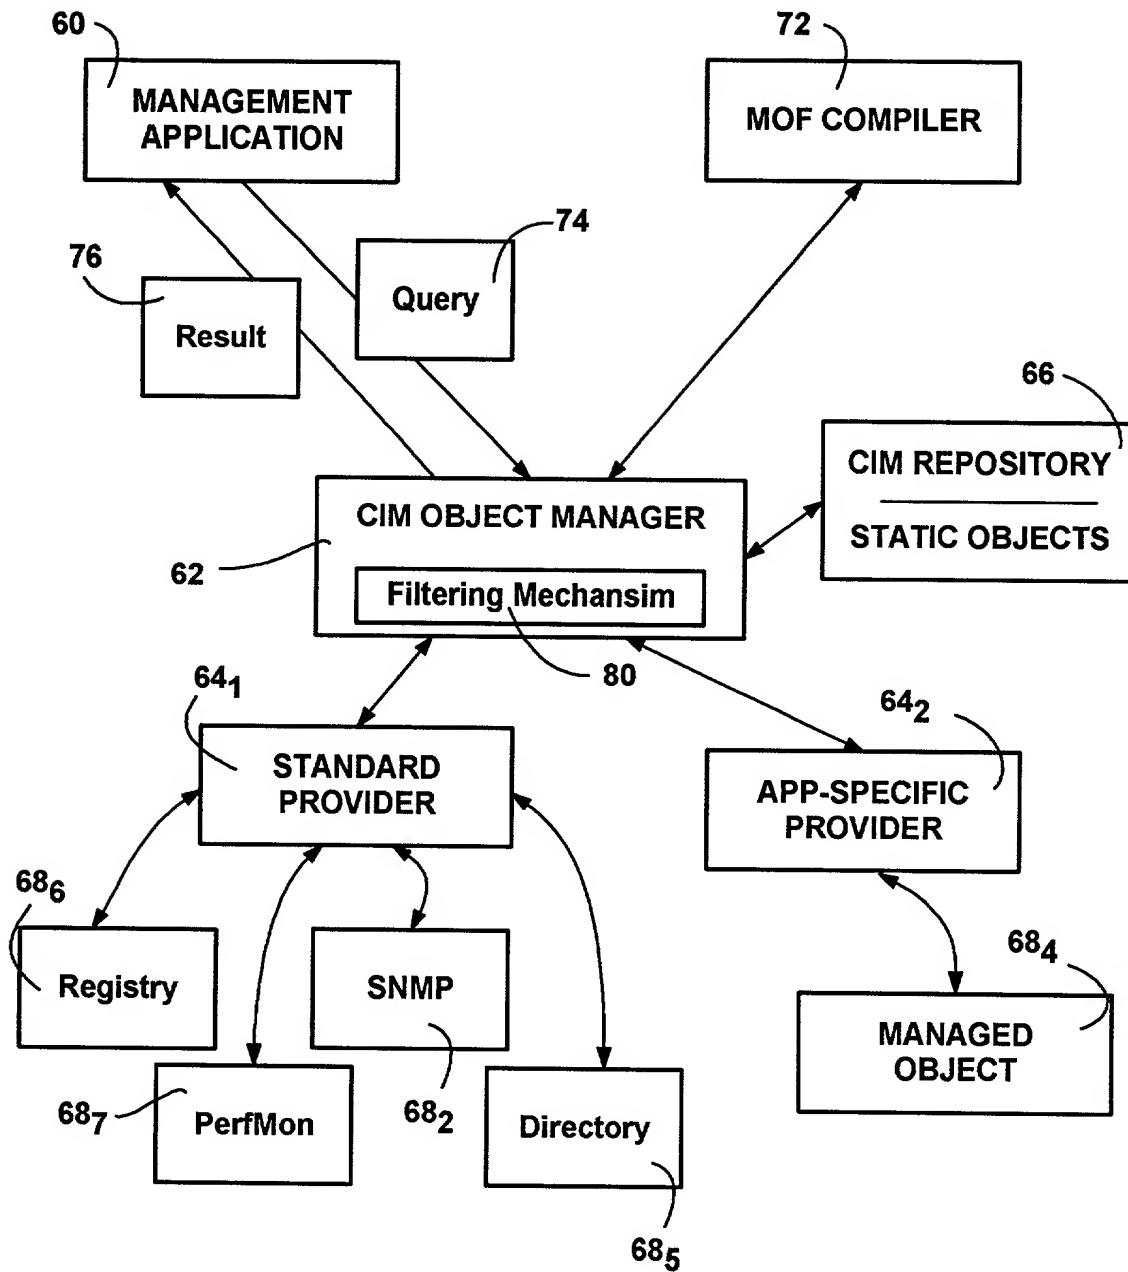 60
72
MANAGEMENT
APPLICATION
MOF COMPILER
74
76
Query
Result
66
CIM REPOSITORY
STATIC OBJECTS
CIM OBJECT MANAGER
62
Filtering Mechansim
80
64₁
64₂
STANDARD
PROVIDER
APP-SPECIFIC
PROVIDER
68₆
Registry
SNMP
68₄
MANAGED
OBJECT
68₇
PerfMon
68₂
Directory
68₅